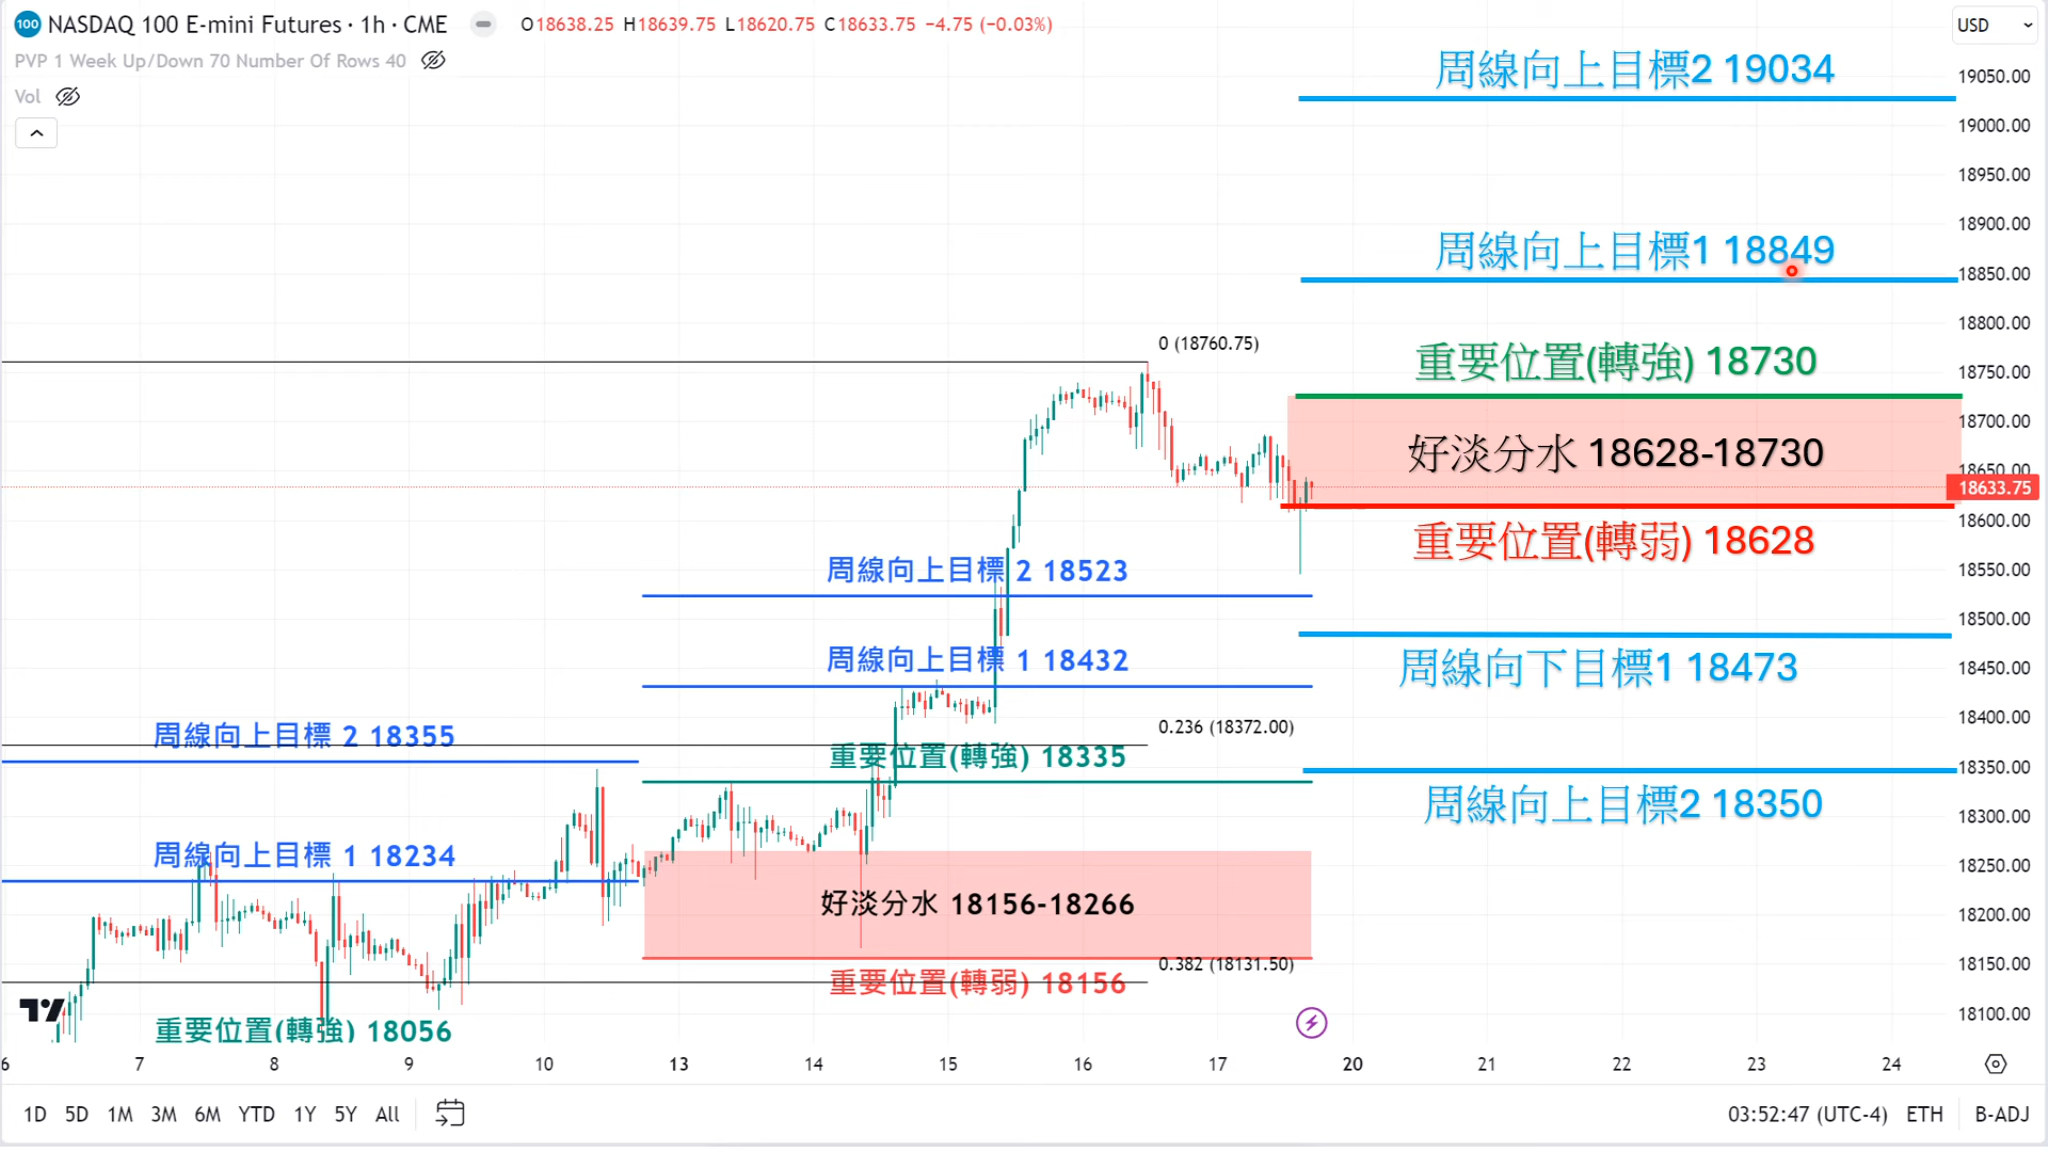 100 NASDAQ 100 E-mini Futures · 1h · CME O18638.25 H18639.75 L18620.75 C18633.75 −4.75 (−0.03%)
USD
PVP 1 Week Up/Down 70 Number Of Rows 40
Vol
周線向上目標2 19034
周線向上目標1 18849
0 (18760.75)
重要位置(轉強) 18730
好淡分水 18628-18730
重要位置(轉弱) 18628
周線向上目標 2 18523
周線向上目標 1 18432
周線向下目標1 18473
0.236 (18372.00)
周線向上目標 2 18355
重要位置(轉強) 18335
周線向上目標2 18350
周線向上目標 1 18234
好淡分水 18156-18266
0.382 (18131.50)
重要位置(轉弱) 18156
重要位置(轉強) 18056
19050.00
19000.00
18950.00
18900.00
18850.00
18800.00
18750.00
18700.00
18650.00
18633.75
18600.00
18550.00
18500.00
18450.00
18400.00
18350.00
18300.00
18250.00
18200.00
18150.00
18100.00
6 7 8 9 10 13 14 15 16 17 20 21 22 23 24
1D 5D 1M 3M 6M YTD 1Y 5Y All
03:52:47 (UTC-4) ETH B-ADJ